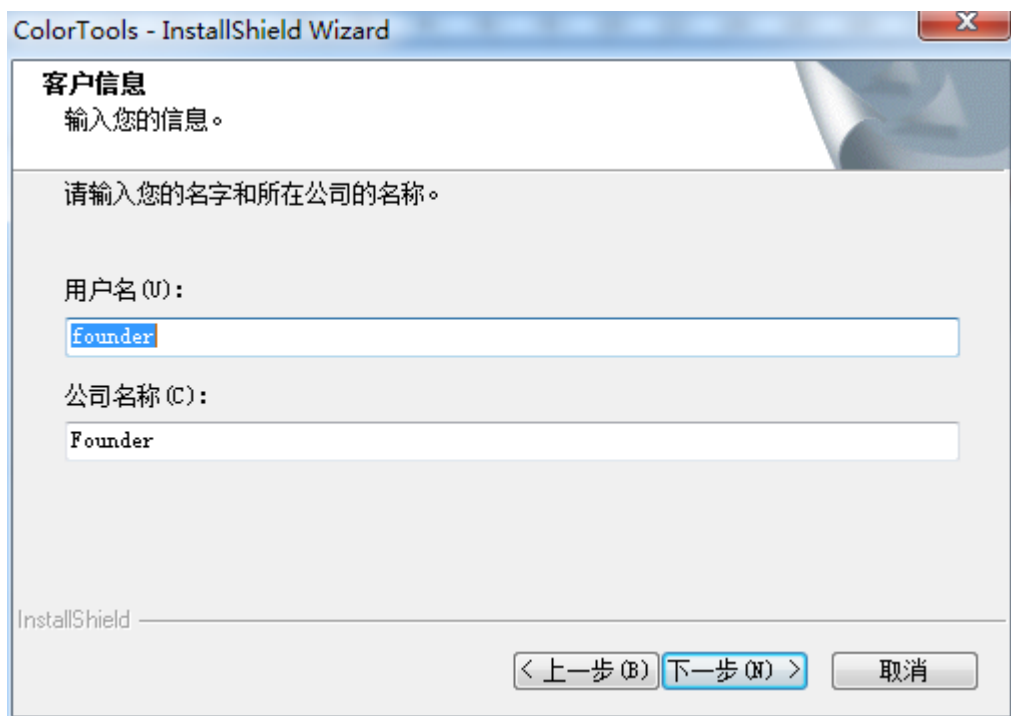 ColorTools - InstallShield Wizard
客户信息
输入您的信息。
请输入您的名字和所在公司的名称。
用户名(U):
founder
公司名称(C):
Founder
InstallShield
< 上一步(B) 下一步(N) > 取消